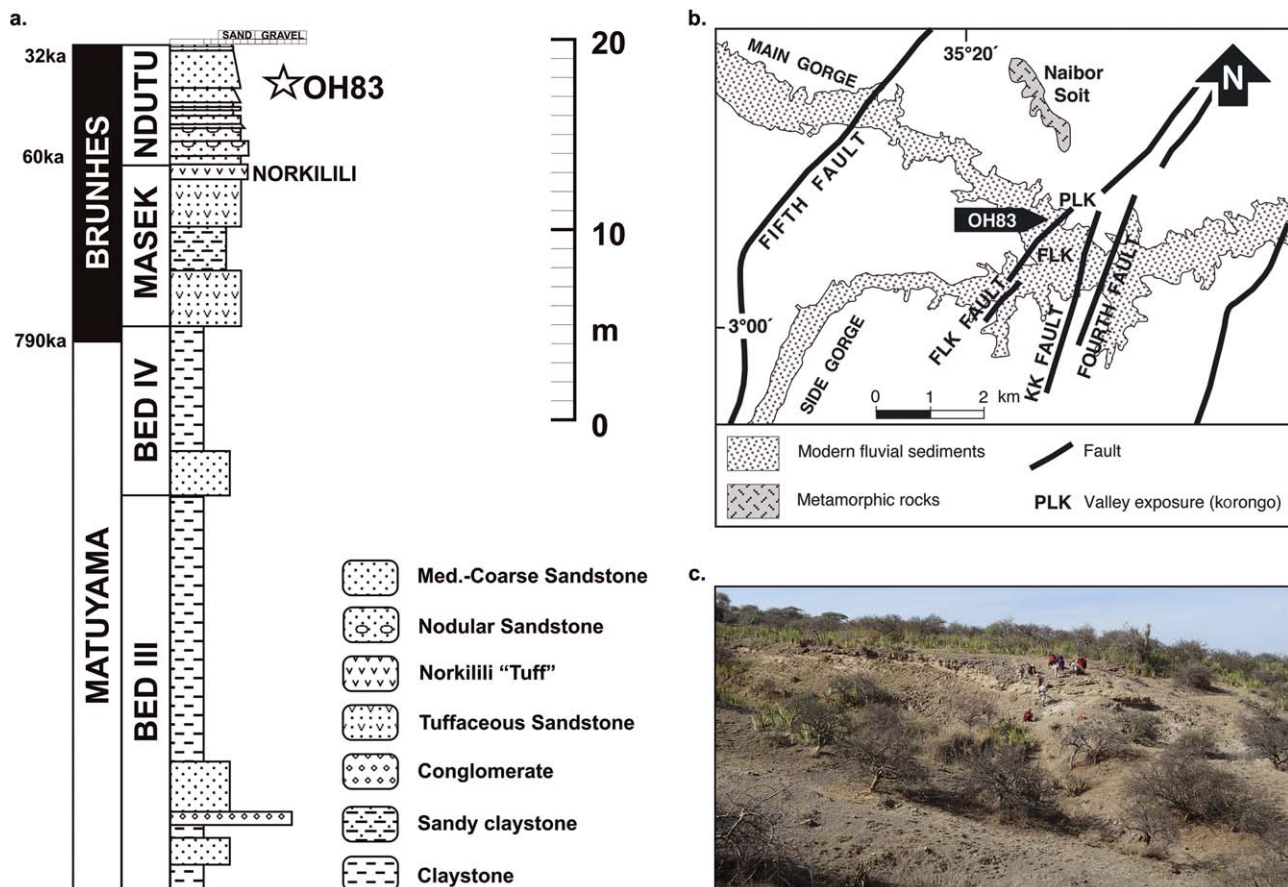 a.
SAND GRAVEL
32ka
60ka
790ka
BRUNHES
MATUYAMA
NDUTU
MASEK
BED IV
BED III
OH83
NORKILILI
20
10
m
0
Med.-Coarse Sandstone
Nodular Sandstone
Norkilili “Tuff”
Tuffaceous Sandstone
Conglomerate
Sandy claystone
Claystone
b.
35°20´
MAIN GORGE
Naibor
Soit
N
FIFTH FAULT
PLK
OH83
FLK
3°00´
FLK FAULT
KK FAULT
FOURTH FAULT
SIDE GORGE
0 1 2 km
Modern fluvial sediments
Fault
Metamorphic rocks
PLK Valley exposure (korongo)
c.